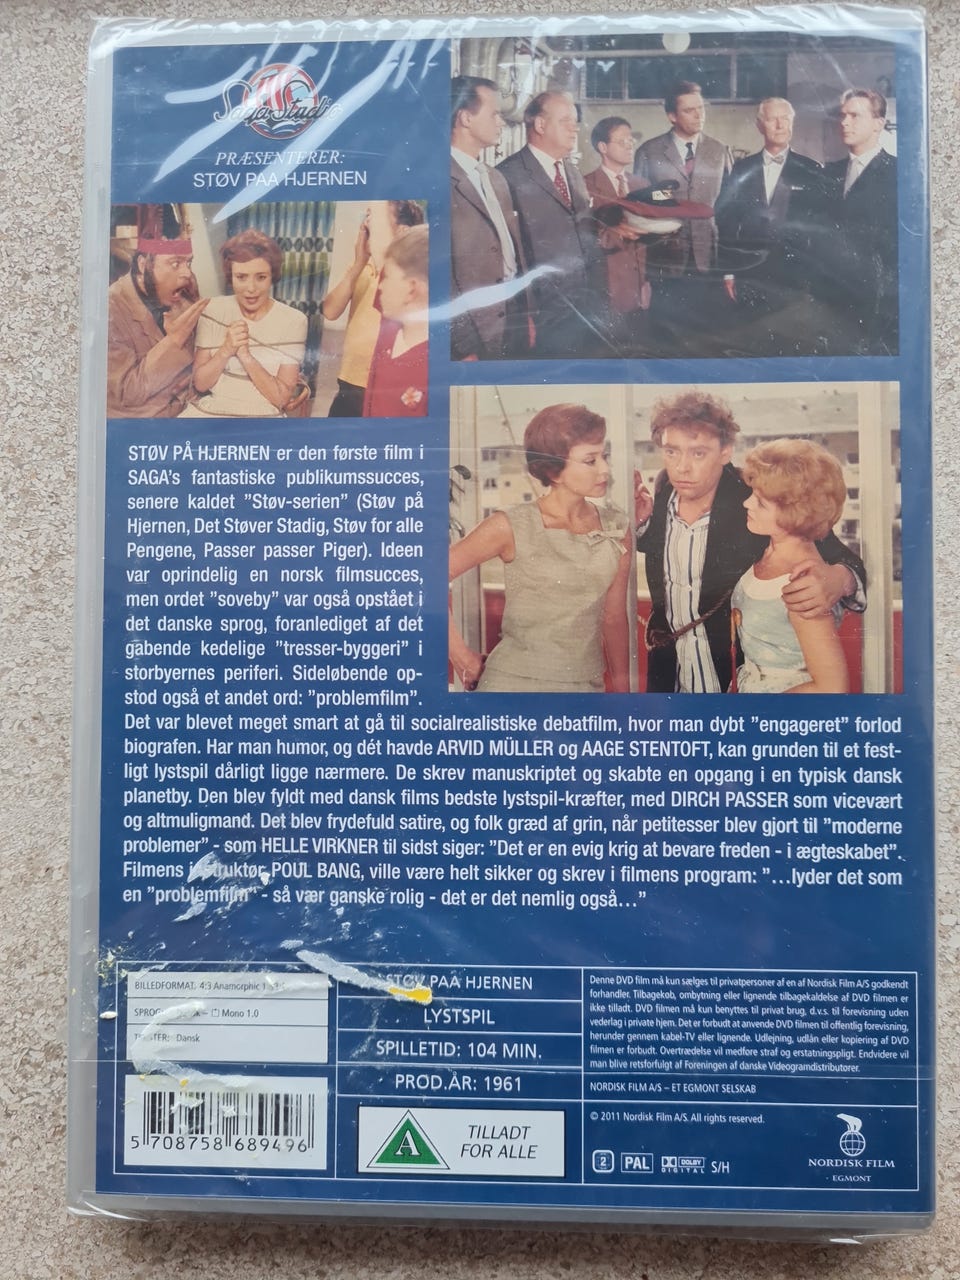 Saga Studio
PRÆSENTERER:
STØV PAA HJERNEN
STØV PÅ HJERNEN er den første film i
SAGA's fantastiske publikumssucces,
senere kaldet "Støv-serien" (Støv på
Hjernen, Det Støver Stadig, Støv for alle
Pengene, Passer passer Piger). Ideen
var oprindelig en norsk filmsucces,
men ordet "soveby" var også opstået i
det danske sprog, foranlediget af det
gabende kedelige "tresser-byggeri" i
storbyernes periferi. Sideløbende op-
stod også et andet ord: "problemfilm".
Det var blevet meget smart at gå til socialrealistiske debatfilm, hvor man dybt "engageret" forlod
biografen. Har man humor, og dét havde ARVID MÜLLER og AAGE STENTOFT, kan grunden til et fest-
ligt lystspil dårligt ligge nærmere. De skrev manuskriptet og skabte en opgang i en typisk dansk
planetby. Den blev fyldt med dansk films bedste lystspil-kræfter, med DIRCH PASSER som vicevært
og altmuligmand. Det blev frydefuld satire, og folk græd af grin, når petitesser blev gjort til "moderne
problemer" - som HELLE VIRKNER til sidst siger: "Det er en evig krig at bevare freden - i ægteskabet".
Filmens instruktør, POUL BANG, ville være helt sikker og skrev i filmens program: "...lyder det som
en "problemfilm" - så vær ganske rolig - det er det nemlig også..."
BILLEDFORMAT: 4:3 Anamorphic
SPROG: Dansk - Mono 1.0
TEKSTER: Dansk
5 708758 689496
STØV PAA HJERNEN
LYSTSPIL
SPILLETID: 104 MIN.
PROD.ÅR: 1961
A
TILLADT
FOR ALLE
Denne DVD film må kun sælges til privatpersoner af en af Nordisk Film A/S godkendt
forhandler. Tilbagekøb, ombytning eller lignende tilbagekaldelse af DVD filmen er
ikke tilladt. DVD filmen må kun benyttes til privat brug, d.v.s. til forevisning uden
vederlag i private hjem. Det er forbudt at anvende DVD filmen til offentlig forevisning,
herunder gennem kabel-TV eller lignende. Udlejning, udlån eller kopiering af DVD
filmen er forbudt. Overtrædelse vil medføre straf og erstatningspligt. Endvidere vil
man blive retsforfulgt af Foreningen af danske Videogramdistributører.
NORDISK FILM A/S – ET EGMONT SELSKAB
© 2011 Nordisk Film A/S. All rights reserved.
2 PAL DOLBY DIGITAL S/H
NORDISK FILM
EGMONT